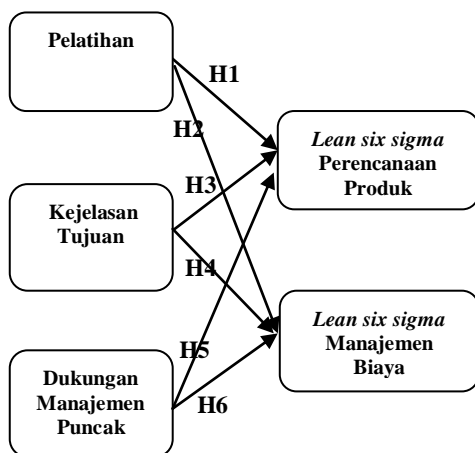 Pelatihan
H1
H2
Lean six sigma
Perencanaan
Produk
H3
Kejelasan
Tujuan
H4
Lean six sigma
Manajemen
Biaya
H5
Dukungan
Manajemen
Puncak
H6